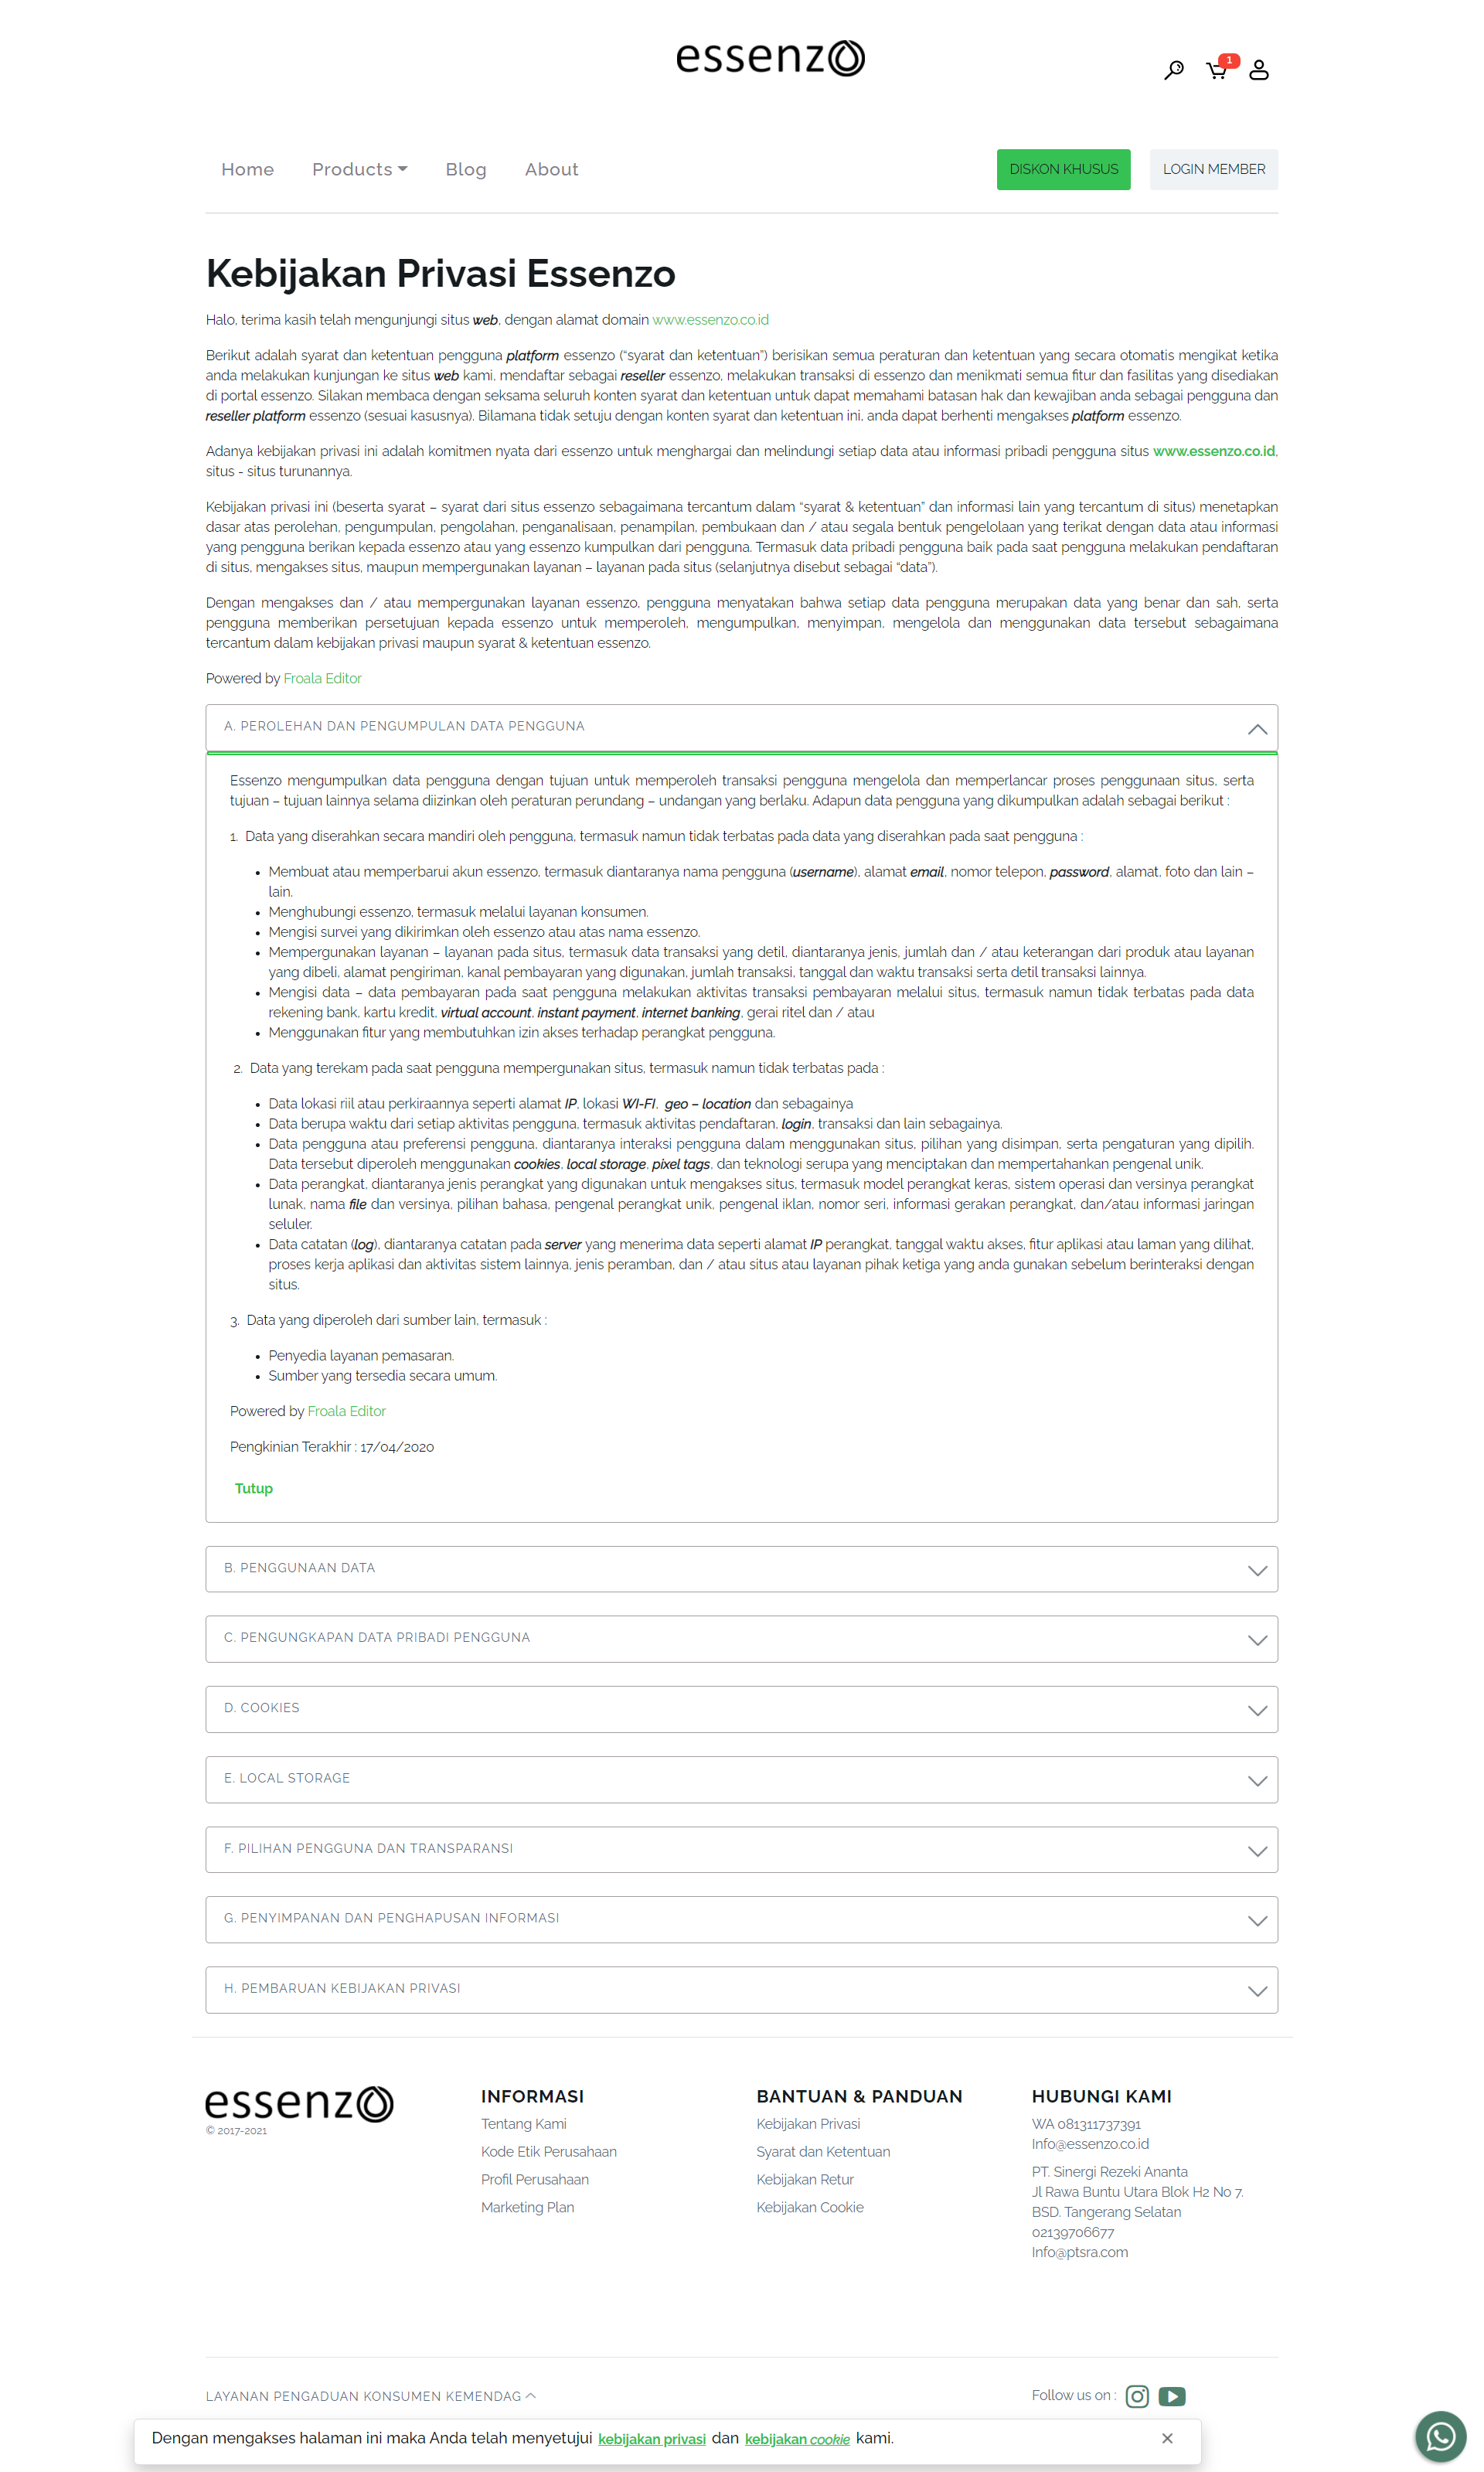 essenzo
1
Home Products Blog About DISKON KHUSUS LOGIN MEMBER
Kebijakan Privasi Essenzo
Halo, terima kasih telah mengunjungi situs web, dengan alamat domain www.essenzo.co.id
Berikut adalah syarat dan ketentuan pengguna platform essenzo (“syarat dan ketentuan”) berisikan semua peraturan dan ketentuan yang secara otomatis mengikat ketika
anda melakukan kunjungan ke situs web kami, mendaftar sebagai reseller essenzo, melakukan transaksi di essenzo dan menikmati semua fitur dan fasilitas yang disediakan
di portal essenzo. Silakan membaca dengan seksama seluruh konten syarat dan ketentuan untuk dapat memahami batasan hak dan kewajiban anda sebagai pengguna dan
reseller platform essenzo (sesuai kasusnya). Bilamana tidak setuju dengan konten syarat dan ketentuan ini, anda dapat berhenti mengakses platform essenzo.
Adanya kebijakan privasi ini adalah komitmen nyata dari essenzo untuk menghargai dan melindungi setiap data atau informasi pribadi pengguna situs www.essenzo.co.id,
situs - situs turunannya.
Kebijakan privasi ini (beserta syarat – syarat dari situs essenzo sebagaimana tercantum dalam “syarat & ketentuan” dan informasi lain yang tercantum di situs) menetapkan
dasar atas perolehan, pengumpulan, pengolahan, penganalisaan, penampilan, pembukaan dan / atau segala bentuk pengelolaan yang terikat dengan data atau informasi
yang pengguna berikan kepada essenzo atau yang essenzo kumpulkan dari pengguna. Termasuk data pribadi pengguna baik pada saat pengguna melakukan pendaftaran
di situs, mengakses situs, maupun mempergunakan layanan – layanan pada situs (selanjutnya disebut sebagai “data”).
Dengan mengakses dan / atau mempergunakan layanan essenzo, pengguna menyatakan bahwa setiap data pengguna merupakan data yang benar dan sah, serta
pengguna memberikan persetujuan kepada essenzo untuk memperoleh, mengumpulkan, menyimpan, mengelola dan menggunakan data tersebut sebagaimana
tercantum dalam kebijakan privasi maupun syarat & ketentuan essenzo.
Powered by Froala Editor
A. PEROLEHAN DAN PENGUMPULAN DATA PENGGUNA
Essenzo mengumpulkan data pengguna dengan tujuan untuk memperoleh transaksi pengguna mengelola dan memperlancar proses penggunaan situs, serta
tujuan – tujuan lainnya selama diizinkan oleh peraturan perundang – undangan yang berlaku. Adapun data pengguna yang dikumpulkan adalah sebagai berikut :
1. Data yang diserahkan secara mandiri oleh pengguna, termasuk namun tidak terbatas pada data yang diserahkan pada saat pengguna :
• Membuat atau memperbarui akun essenzo, termasuk diantaranya nama pengguna (username), alamat email, nomor telepon, password, alamat, foto dan lain –
lain.
• Menghubungi essenzo, termasuk melalui layanan konsumen.
• Mengisi survei yang dikirimkan oleh essenzo atau atas nama essenzo.
• Mempergunakan layanan – layanan pada situs, termasuk data transaksi yang detil, diantaranya jenis, jumlah dan / atau keterangan dari produk atau layanan
yang dibeli, alamat pengiriman, kanal pembayaran yang digunakan, jumlah transaksi, tanggal dan waktu transaksi serta detil transaksi lainnya.
• Mengisi data – data pembayaran pada saat pengguna melakukan aktivitas transaksi pembayaran melalui situs, termasuk namun tidak terbatas pada data
rekening bank, kartu kredit, virtual account, instant payment, internet banking, gerai ritel dan / atau
• Menggunakan fitur yang membutuhkan izin akses terhadap perangkat pengguna.
2. Data yang terekam pada saat pengguna mempergunakan situs, termasuk namun tidak terbatas pada :
• Data lokasi riil atau perkiraannya seperti alamat IP, lokasi WI-FI, geo – location dan sebagainya
• Data berupa waktu dari setiap aktivitas pengguna, termasuk aktivitas pendaftaran, login, transaksi dan lain sebagainya.
• Data pengguna atau preferensi pengguna, diantaranya interaksi pengguna dalam menggunakan situs, pilihan yang disimpan, serta pengaturan yang dipilih.
Data tersebut diperoleh menggunakan cookies, local storage, pixel tags, dan teknologi serupa yang menciptakan dan mempertahankan pengenal unik.
• Data perangkat, diantaranya jenis perangkat yang digunakan untuk mengakses situs, termasuk model perangkat keras, sistem operasi dan versinya perangkat
lunak, nama file dan versinya, pilihan bahasa, pengenal perangkat unik, pengenal iklan, nomor seri, informasi gerakan perangkat, dan/atau informasi jaringan
seluler.
• Data catatan (log), diantaranya catatan pada server yang menerima data seperti alamat IP perangkat, tanggal waktu akses, fitur aplikasi atau laman yang dilihat,
proses kerja aplikasi dan aktivitas sistem lainnya, jenis peramban, dan / atau situs atau layanan pihak ketiga yang anda gunakan sebelum berinteraksi dengan
situs.
3. Data yang diperoleh dari sumber lain, termasuk :
• Penyedia layanan pemasaran.
• Sumber yang tersedia secara umum.
Powered by Froala Editor
Pengkinian Terakhir : 17/04/2020
Tutup
B. PENGGUNAAN DATA
C. PENGUNGKAPAN DATA PRIBADI PENGGUNA
D. COOKIES
E. LOCAL STORAGE
F. PILIHAN PENGGUNA DAN TRANSPARANSI
G. PENYIMPANAN DAN PENGHAPUSAN INFORMASI
H. PEMBARUAN KEBIJAKAN PRIVASI
essenzo
© 2017-2021
INFORMASI
Tentang Kami
Kode Etik Perusahaan
Profil Perusahaan
Marketing Plan
BANTUAN & PANDUAN
Kebijakan Privasi
Syarat dan Ketentuan
Kebijakan Retur
Kebijakan Cookie
HUBUNGI KAMI
WA 081311737391
Info@essenzo.co.id
PT. Sinergi Rezeki Ananta
Jl Rawa Buntu Utara Blok H2 No 7,
BSD, Tangerang Selatan
02139706677
Info@ptsra.com
LAYANAN PENGADUAN KONSUMEN KEMENDAG
Follow us on :
Dengan mengakses halaman ini maka Anda telah menyetujui kebijakan privasi dan kebijakan cookie kami. ×